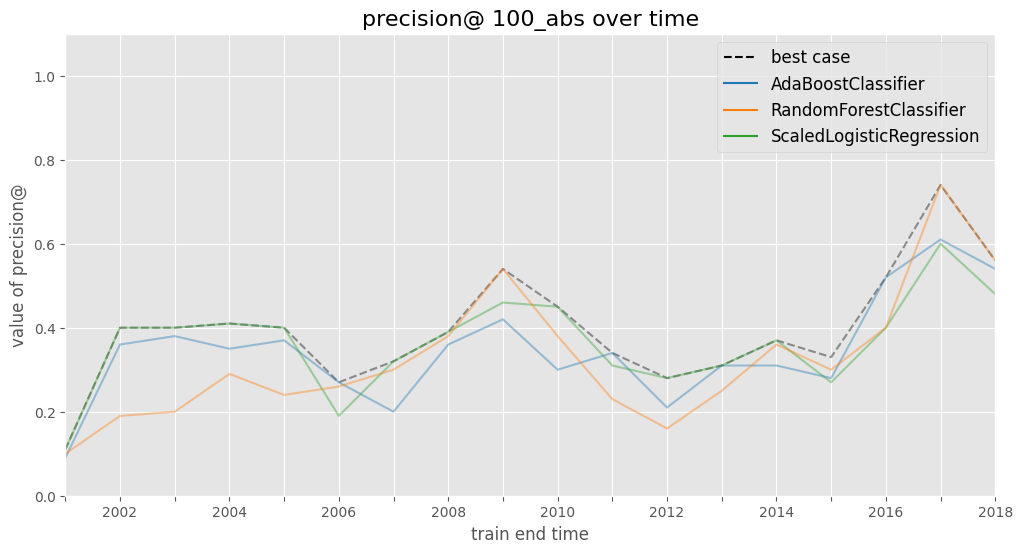 precision@ 100_abs over time
best case
AdaBoostClassifier
RandomForestClassifier
ScaledLogisticRegression
value of precision@
1.0
0.8
0.6
0.4
0.2
0.0
2002 2004 2006 2008 2010 2012 2014 2016 2018
train end time